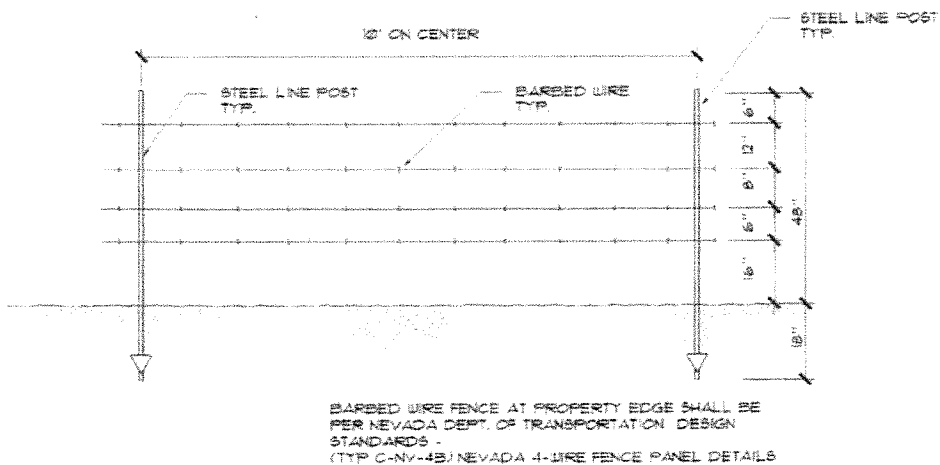 STEEL LINE POST
TYP.
10' ON CENTER
STEEL LINE POST
TYP.
BARBED WIRE
TYP.
6"
12"
8"
6"
16"
48"
18"
BARBED WIRE FENCE AT PROPERTY EDGE SHALL BE
PER NEVADA DEPT. OF TRANSPORTATION DESIGN
STANDARDS -
(TYP C-NV-4B) NEVADA 4-WIRE FENCE PANEL DETAILS